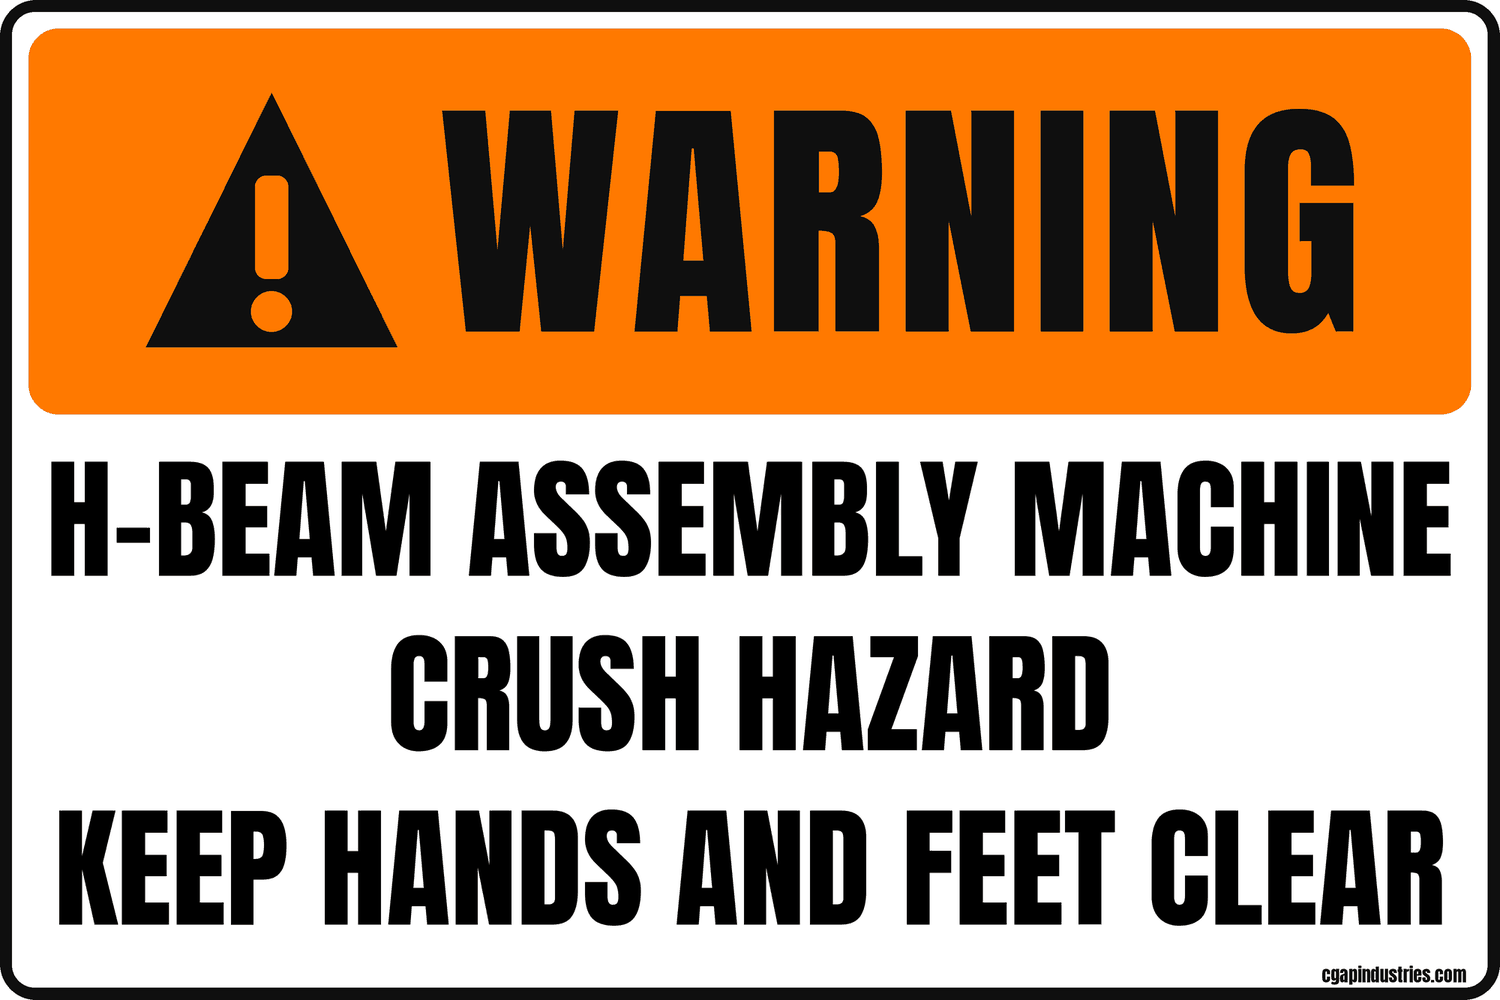 WARNING
H-BEAM ASSEMBLY MACHINE
CRUSH HAZARD
KEEP HANDS AND FEET CLEAR
cgapindustries.com